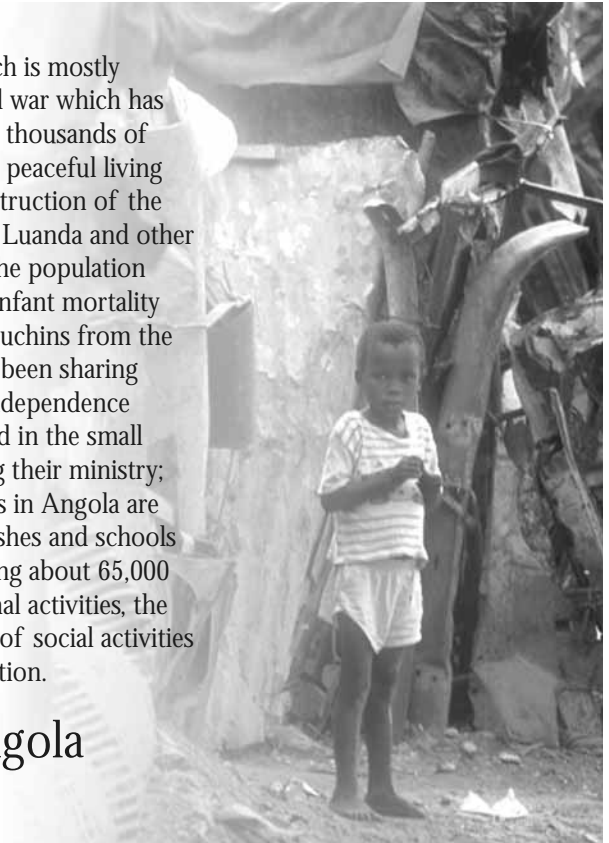 ch is mostly
l war which has
thousands of
peaceful living
truction of the
Luanda and other
ne population
nfant mortality
uchins from the
been sharing
dependence
d in the small
g their ministry;
s in Angola are
shes and schools
ng about 65,000
nal activities, the
of social activities
tion.
gola